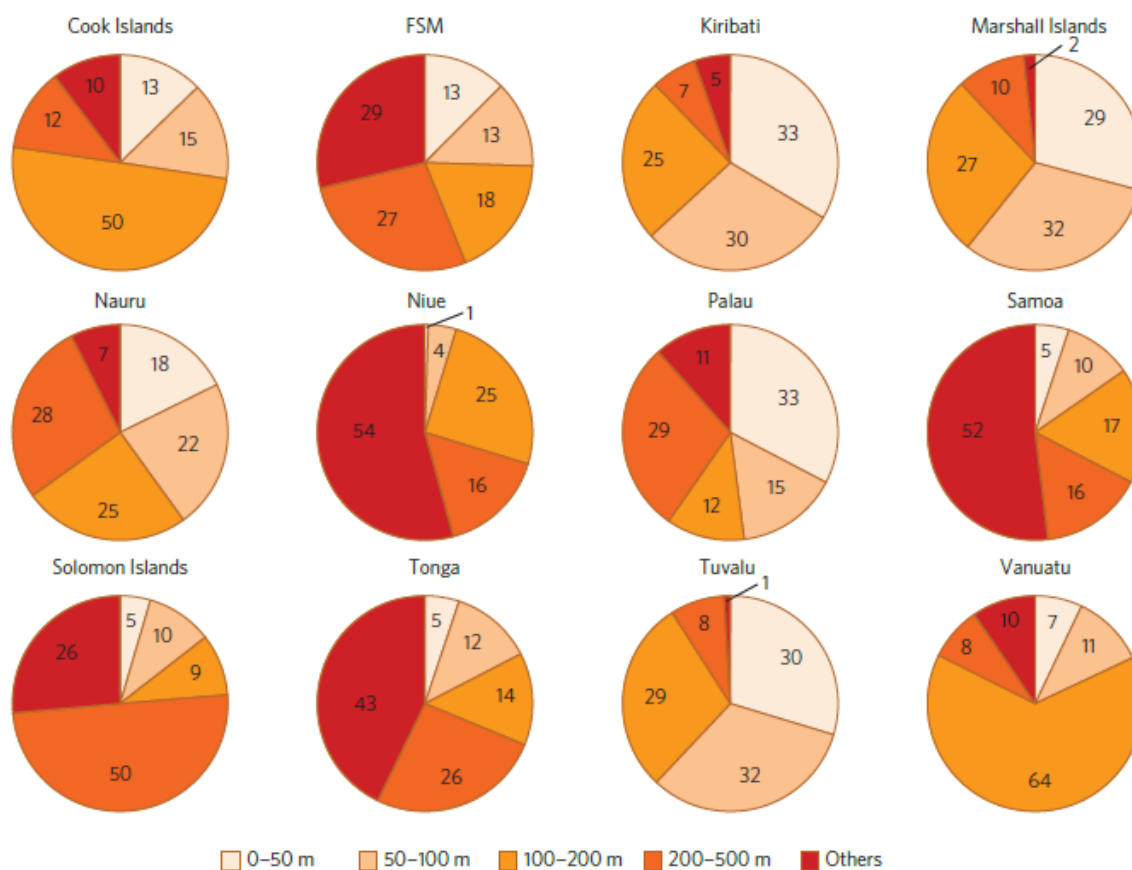 Cook Islands FSM Kiribati Marshall Islands
10 13 12 15 50
29 13 13 27 18
5 7 33 25 30
2 10 29 27 32
Nauru Niue Palau Samoa
7 18 28 22 25
1 4 25 54 16
11 33 29 15 12
5 10 52 17 16
Solomon Islands Tonga Tuvalu Vanuatu
5 26 10 9 50
5 12 43 14 26
1 8 30 29 32
10 7 8 11 64
0–50 m 50–100 m 100–200 m 200–500 m Others